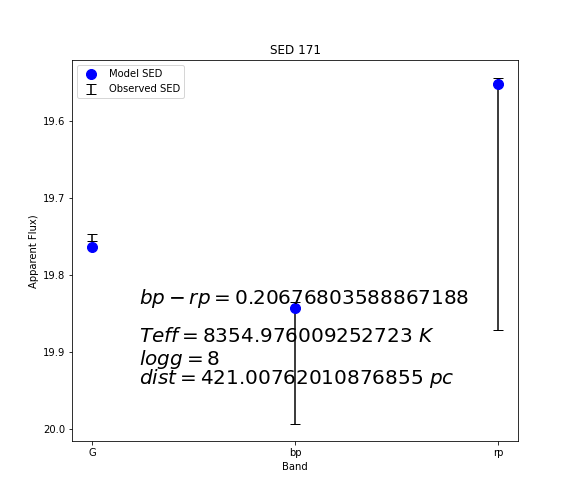 SED 171
Model SED
Observed SED
19.6
19.7
19.8
19.9
20.0
Apparent Flux)
bp − rp = 0.20676803588867188
Teff = 8354.976009252723 K
logg = 8
dist = 421.00762010876855 pc
G
bp
rp
Band